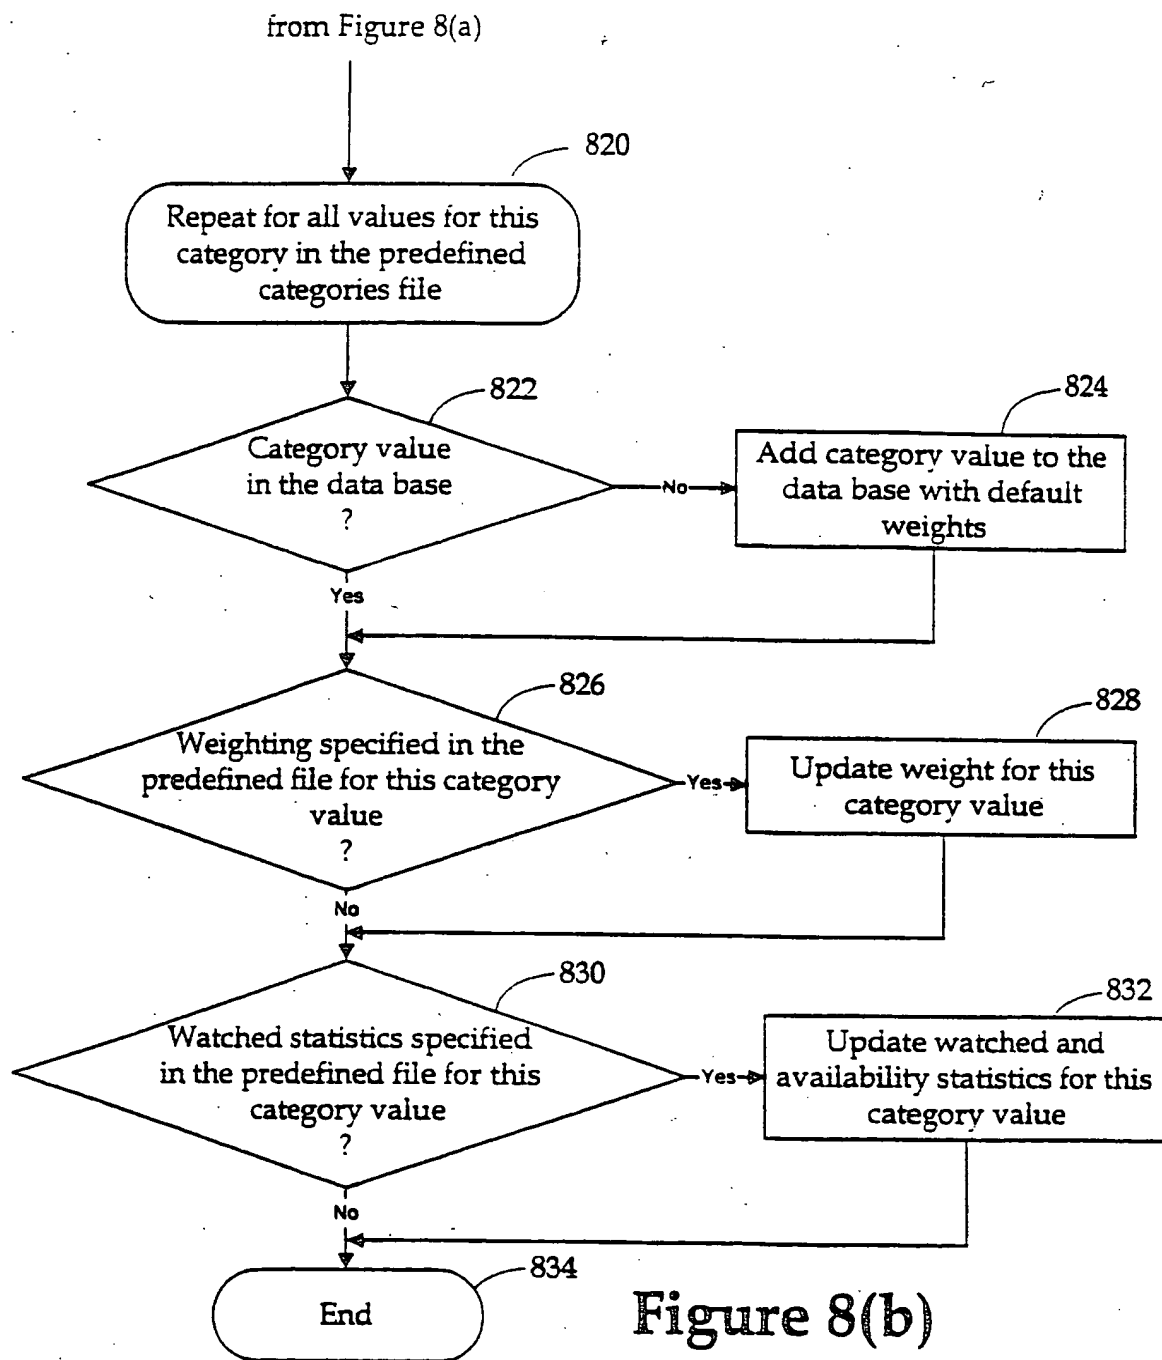 from Figure 8(a)
820
Repeat for all values for this
category in the predefined
categories file
822
Category value
in the data base
?
No
824
Add category value to the
data base with default
weights
Yes
826
Weighting specified in the
predefined file for this category
value
?
Yes
828
Update weight for this
category value
No
830
Watched statistics specified
in the predefined file for this
category value
?
Yes
832
Update watched and
availability statistics for this
category value
No
834
End
Figure 8(b)